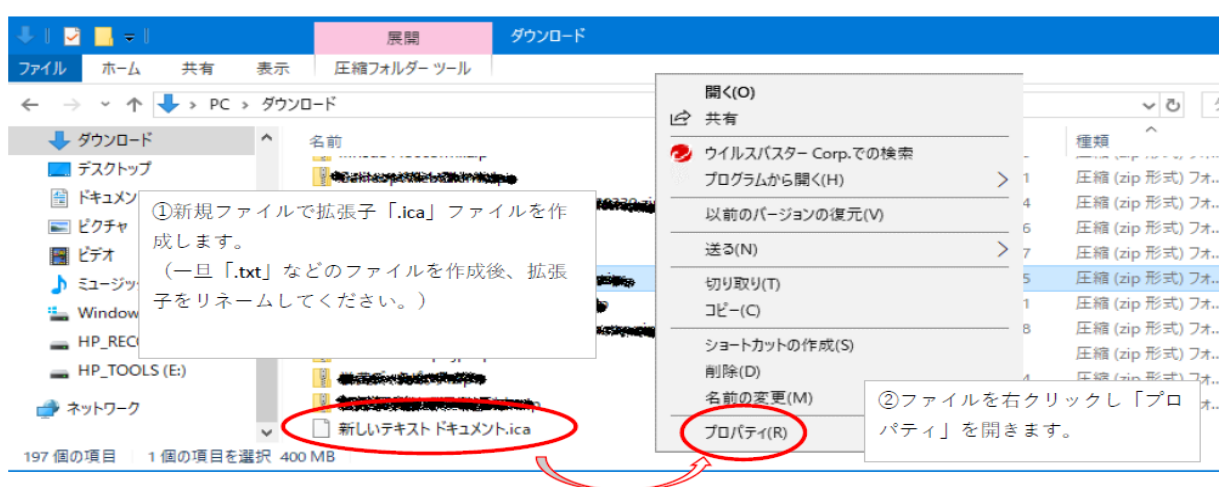 展開
ダウンロード
ファイル
ホーム
共有
表示
圧縮フォルダー ツール
PC
ダウンロード
ダウンロード
デスクトップ
ドキュメン
ピクチャ
ビデオ
ミュージッ
Window
HP_REC
HP_TOOLS (E:)
ネットワーク
名前
種類
①新規ファイルで拡張子「.ica」ファイルを作
成します。
（一旦「.txt」などのファイルを作成後、拡張
子をリネームしてください。）
新しいテキスト ドキュメント.ica
開く(O)
共有
ウイルスバスター Corp.での検索
プログラムから開く(H)
以前のバージョンの復元(V)
送る(N)
切り取り(T)
コピー(C)
ショートカットの作成(S)
削除(D)
名前の変更(M)
プロパティ(R)
1 圧縮 (zip 形式) フォ...
4 圧縮 (zip 形式) フォ...
6 圧縮 (zip 形式) フォ...
7 圧縮 (zip 形式) フォ...
5 圧縮 (zip 形式) フォ...
1 圧縮 (zip 形式) フォ...
8 圧縮 (zip 形式) フォ...
圧縮 (zip 形式) フォ...
②ファイルを右クリックし「プロ
パティ」を開きます。
197 個の項目
1 個の項目を選択 400 MB